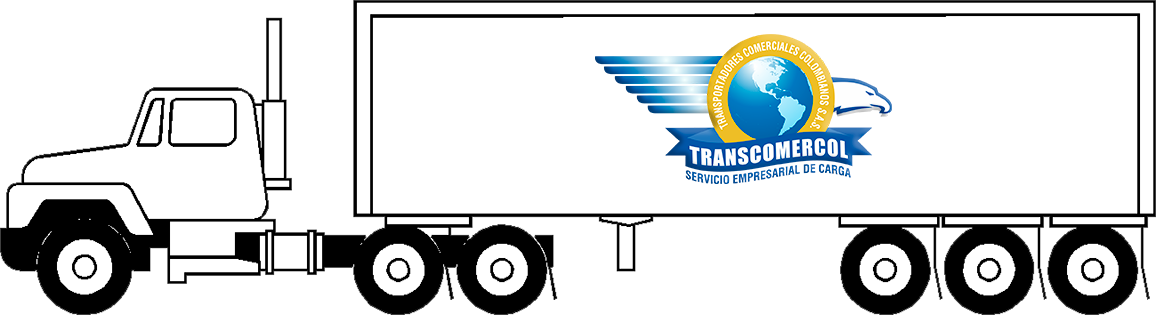 TRANSPORTADORES COMERCIALES COLOMBIANOS S.A.S.
TRANSCOMERCOL
SERVICIO EMPRESARIAL DE CARGA